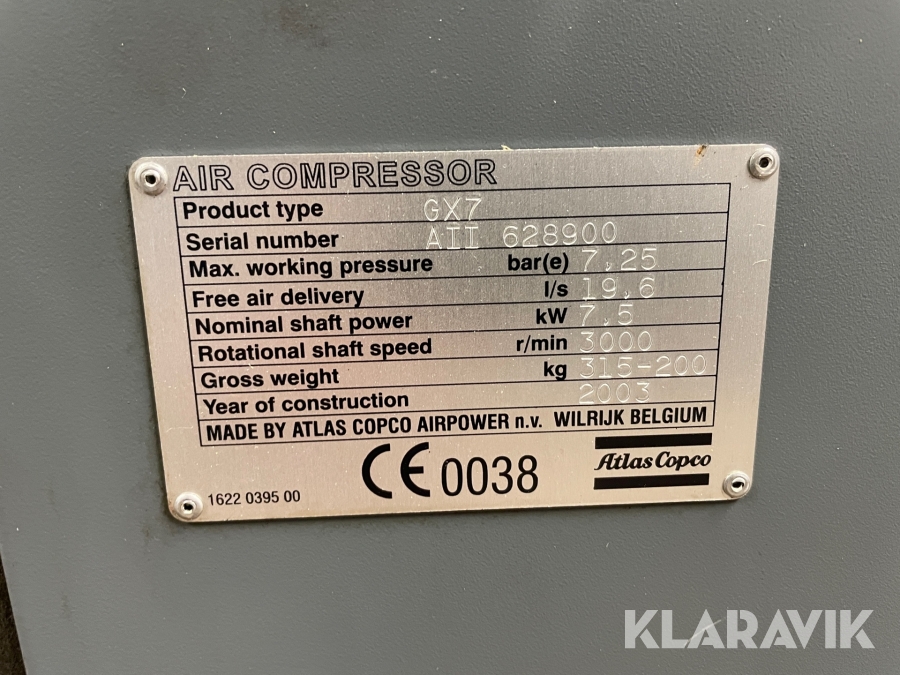 AIR COMPRESSOR
Product type GX7
Serial number AII 628900
Max. working pressure bar(e) 7,25
Free air delivery l/s 19,6
Nominal shaft power kW 7,5
Rotational shaft speed r/min 3000
Gross weight kg 315-200
Year of construction 2003
MADE BY ATLAS COPCO AIRPOWER n.v. WILRIJK BELGIUM
CE 0038
Atlas Copco
1622 0395 00
KLARAVIK